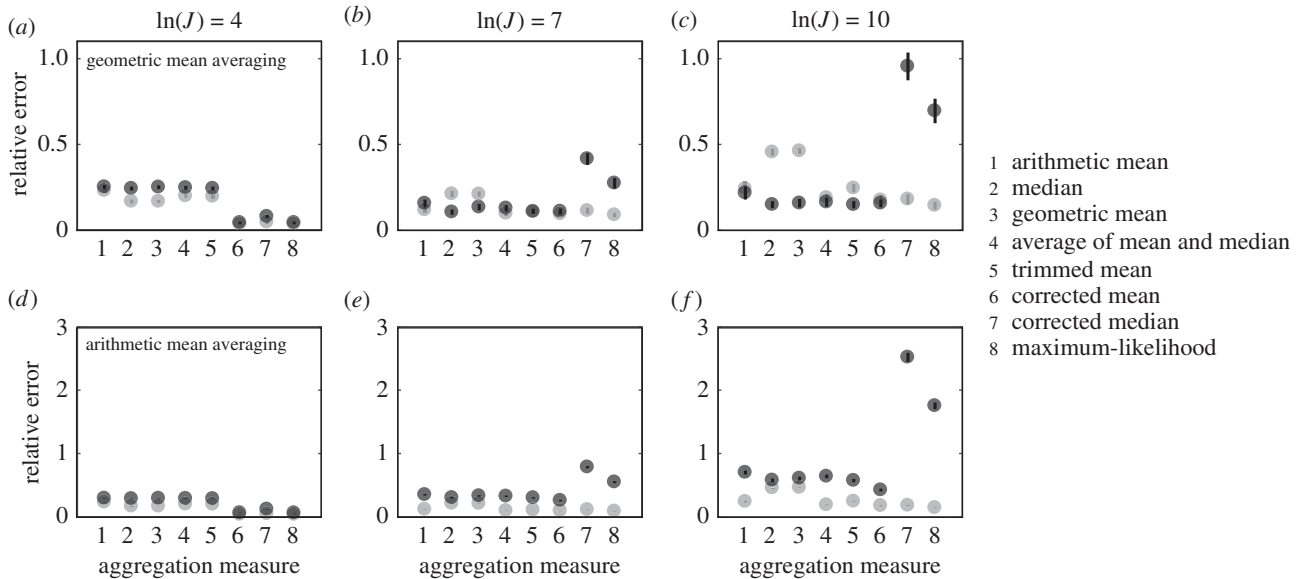 (a) ln(J) = 4 (b) ln(J) = 7 (c) ln(J) = 10
1.0 geometric mean averaging 1.0 1.0
relative error
0.5 0.5 0.5
0 0 0
1 2 3 4 5 6 7 8 1 2 3 4 5 6 7 8 1 2 3 4 5 6 7 8
1 arithmetic mean
2 median
3 geometric mean
4 average of mean and median
5 trimmed mean
6 corrected mean
7 corrected median
8 maximum-likelihood
(d) (e) (f)
3 3 3
arithmetic mean averaging
relative error
2 2 2
1 1 1
0 0 0
1 2 3 4 5 6 7 8 1 2 3 4 5 6 7 8 1 2 3 4 5 6 7 8
aggregation measure aggregation measure aggregation measure